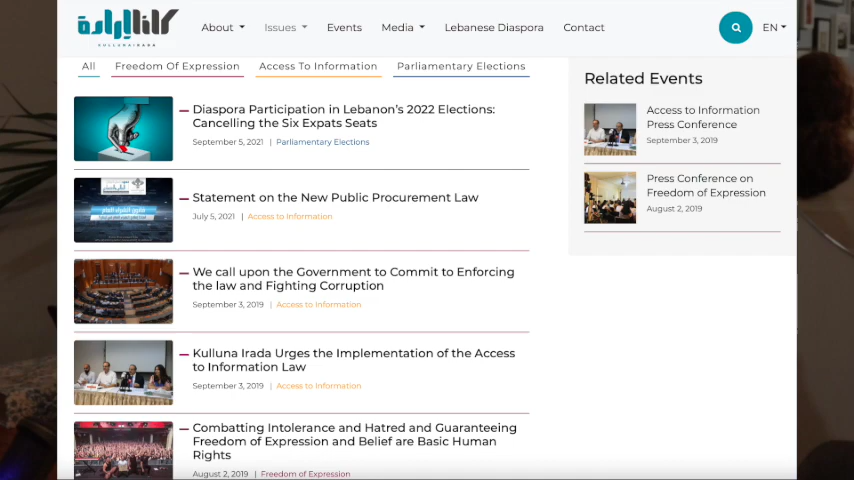 كلنا إرادة
KULLUNA IRADA
About
Issues
Events
Media
Lebanese Diaspora
Contact
EN
All
Freedom Of Expression
Access To Information
Parliamentary Elections
Diaspora Participation in Lebanon’s 2022 Elections:
Cancelling the Six Expats Seats
September 5, 2021 | Parliamentary Elections
Statement on the New Public Procurement Law
July 5, 2021 | Access to Information
We call upon the Government to Commit to Enforcing
the law and Fighting Corruption
September 3, 2019 | Access to Information
Kulluna Irada Urges the Implementation of the Access
to Information Law
September 3, 2019 | Access to Information
Combatting Intolerance and Hatred and Guaranteeing
Freedom of Expression and Belief are Basic Human
Rights
August 2, 2019 | Freedom of Expression
Related Events
Access to Information
Press Conference
September 3, 2019
Press Conference on
Freedom of Expression
August 2, 2019